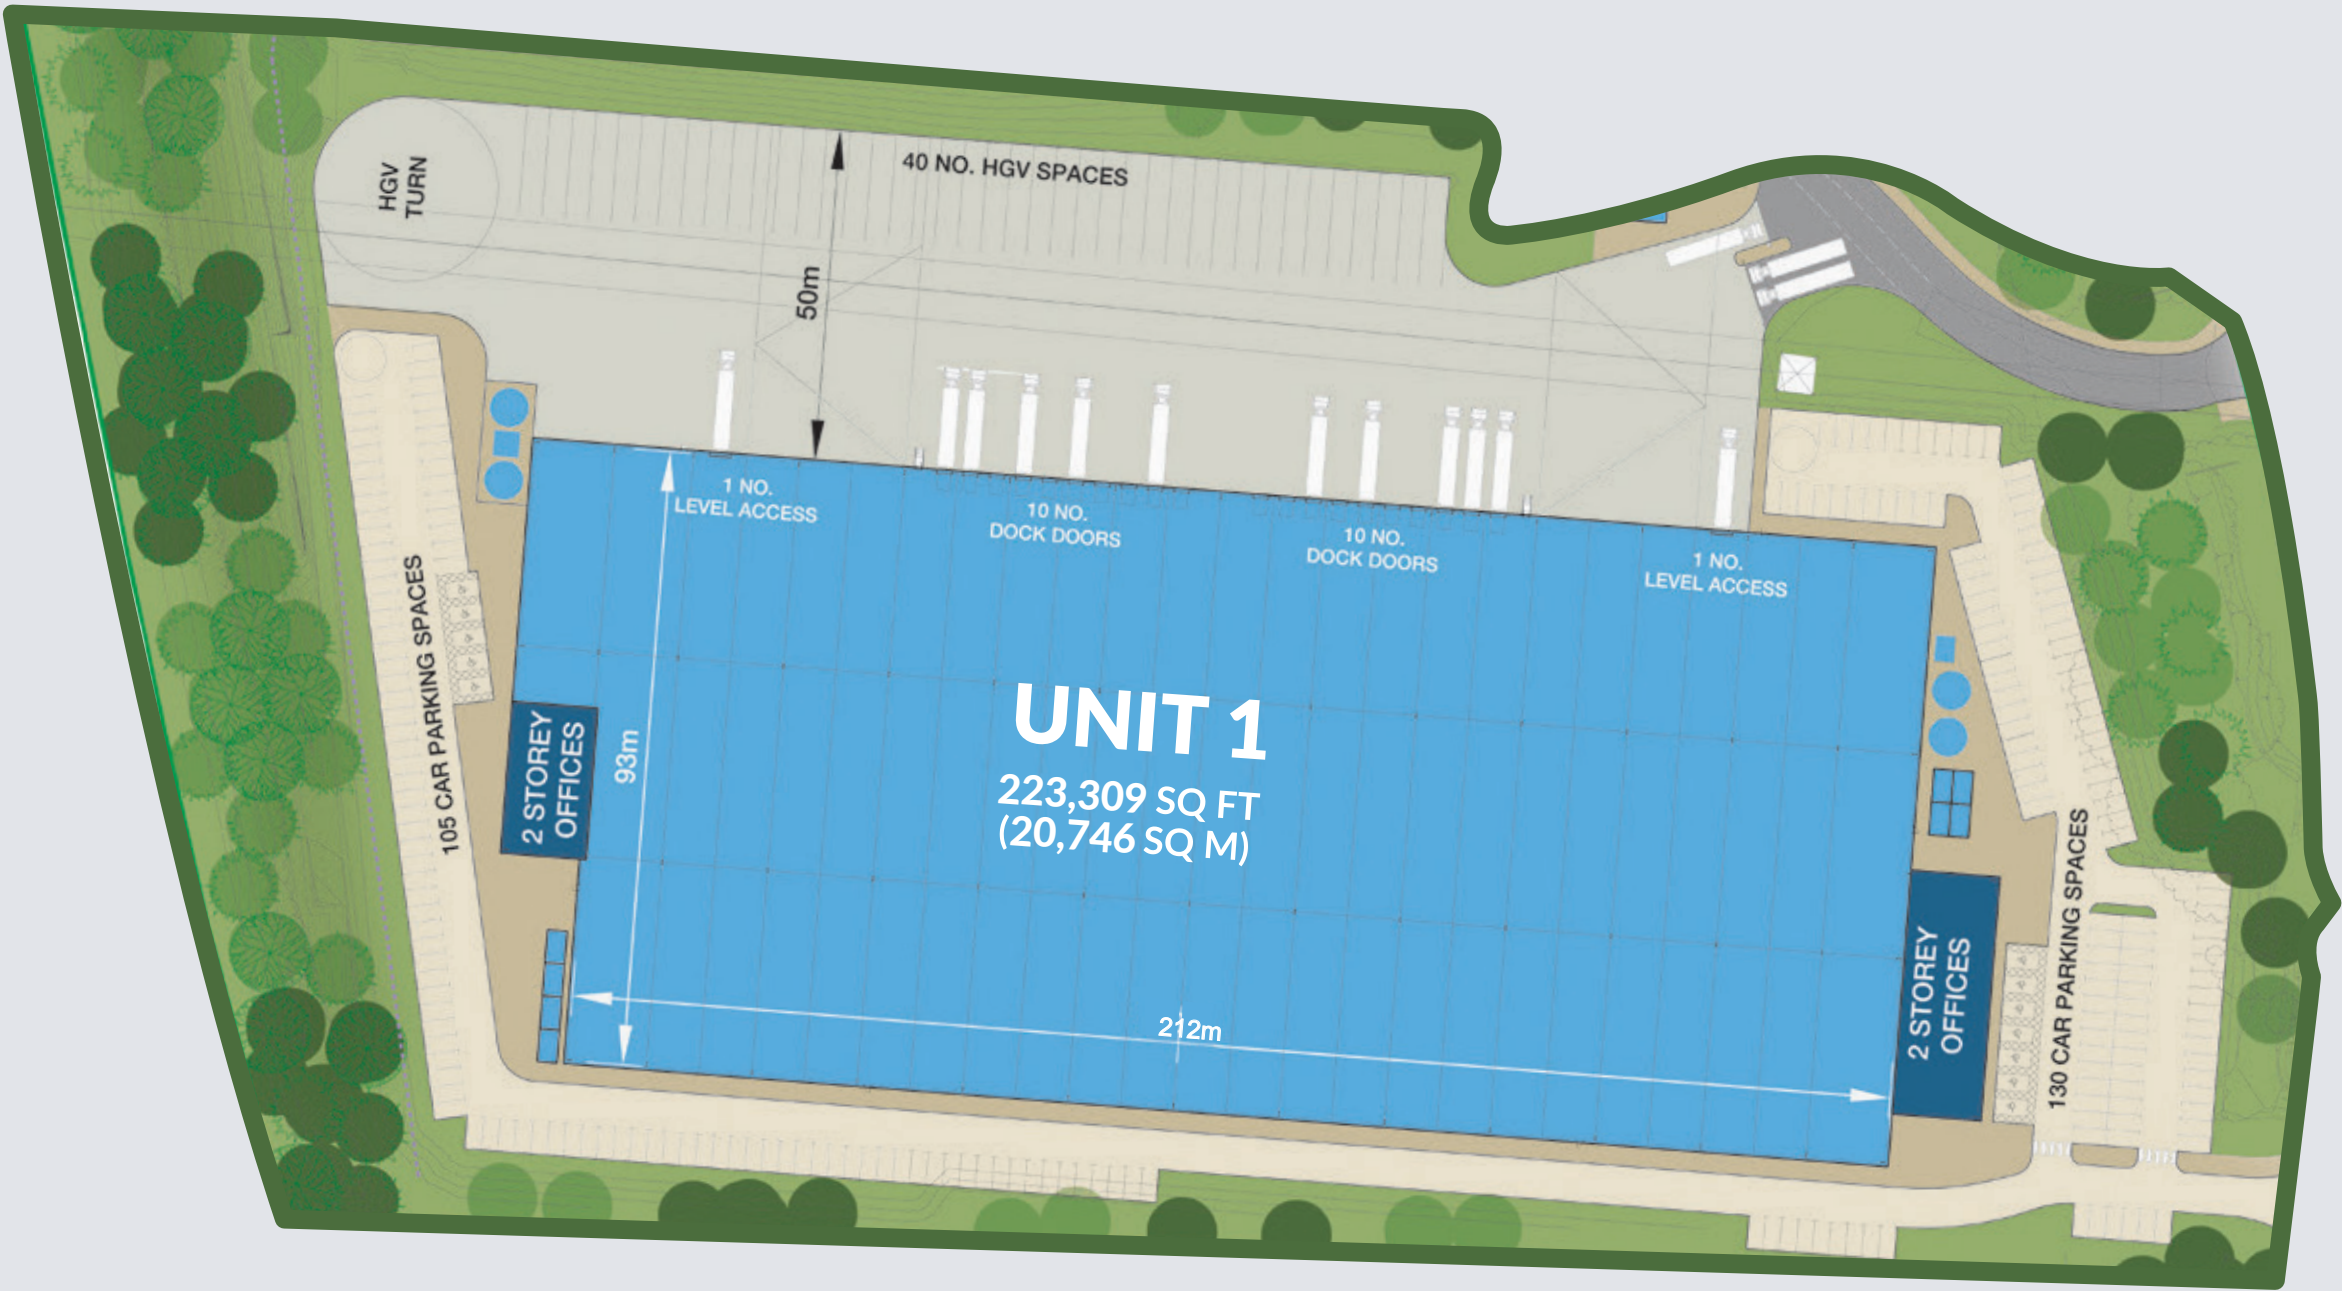 HGV
TURN
40 NO. HGV SPACES
50m
1 NO.
LEVEL ACCESS
10 NO.
DOCK DOORS
10 NO.
DOCK DOORS
1 NO.
LEVEL ACCESS
105 CAR PARKING SPACES
2 STOREY
OFFICES
93m
UNIT 1
223,309 SQ FT
(20,746 SQ M)
212m
2 STOREY
OFFICES
130 CAR PARKING SPACES